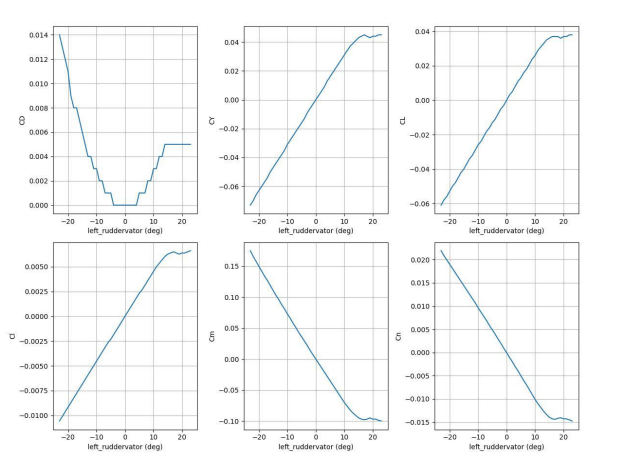 0.014
0.012
0.010
0.008
0.006
0.004
0.002
0.000
CD
−20 −10 0 10 20
left_ruddervator (deg)
0.04
0.02
0.00
−0.02
−0.04
−0.06
CY
−20 −10 0 10 20
left_ruddervator (deg)
0.04
0.02
0.00
−0.02
−0.04
−0.06
CL
−20 −10 0 10 20
left_ruddervator (deg)
0.0050
0.0025
0.0000
−0.0025
−0.0050
−0.0075
−0.0100
Cl
−20 −10 0 10 20
left_ruddervator (deg)
0.15
0.10
0.05
0.00
−0.05
−0.10
Cm
−20 −10 0 10 20
left_ruddervator (deg)
0.020
0.015
0.010
0.005
0.000
−0.005
−0.010
−0.015
Cn
−20 −10 0 10 20
left_ruddervator (deg)